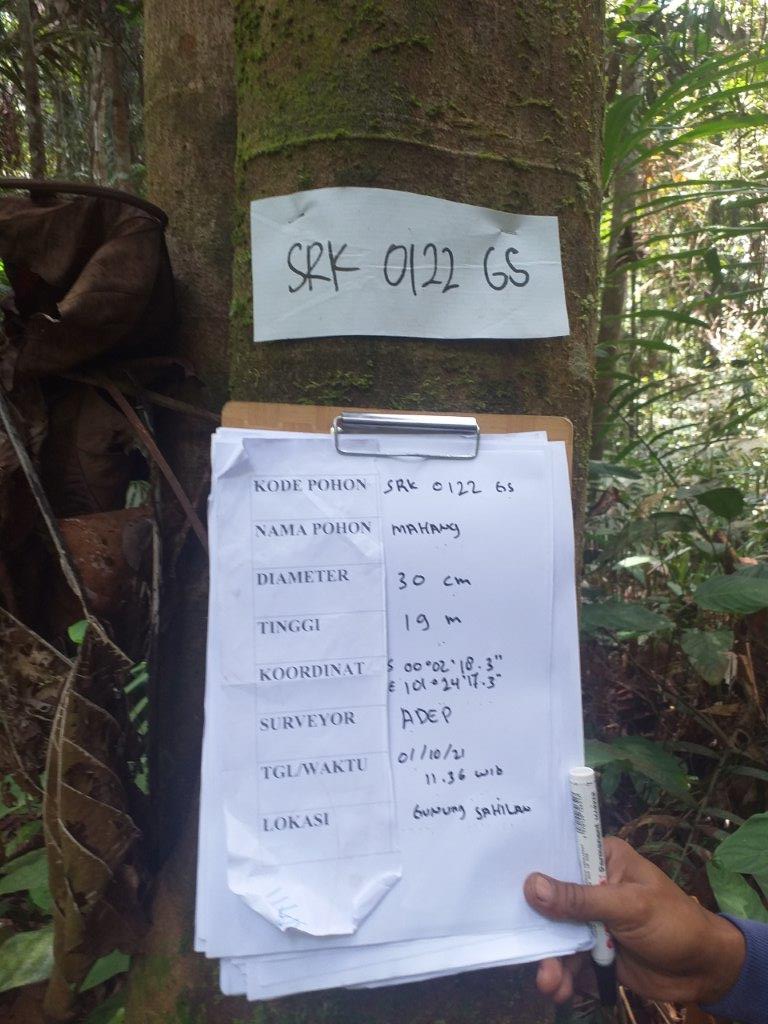 SRK 0122 GS
KODE POHON SRK 0122 GS
NAMA POHON MAHANG
DIAMETER 30 cm
TINGGI 19 m
KOORDINAT S 00°02'18.3"
E 101°24'17.3"
SURVEYOR ADEP
TGL/WAKTU 01/10/21
11.36 WIB
LOKASI GUNUNG SAHILAN